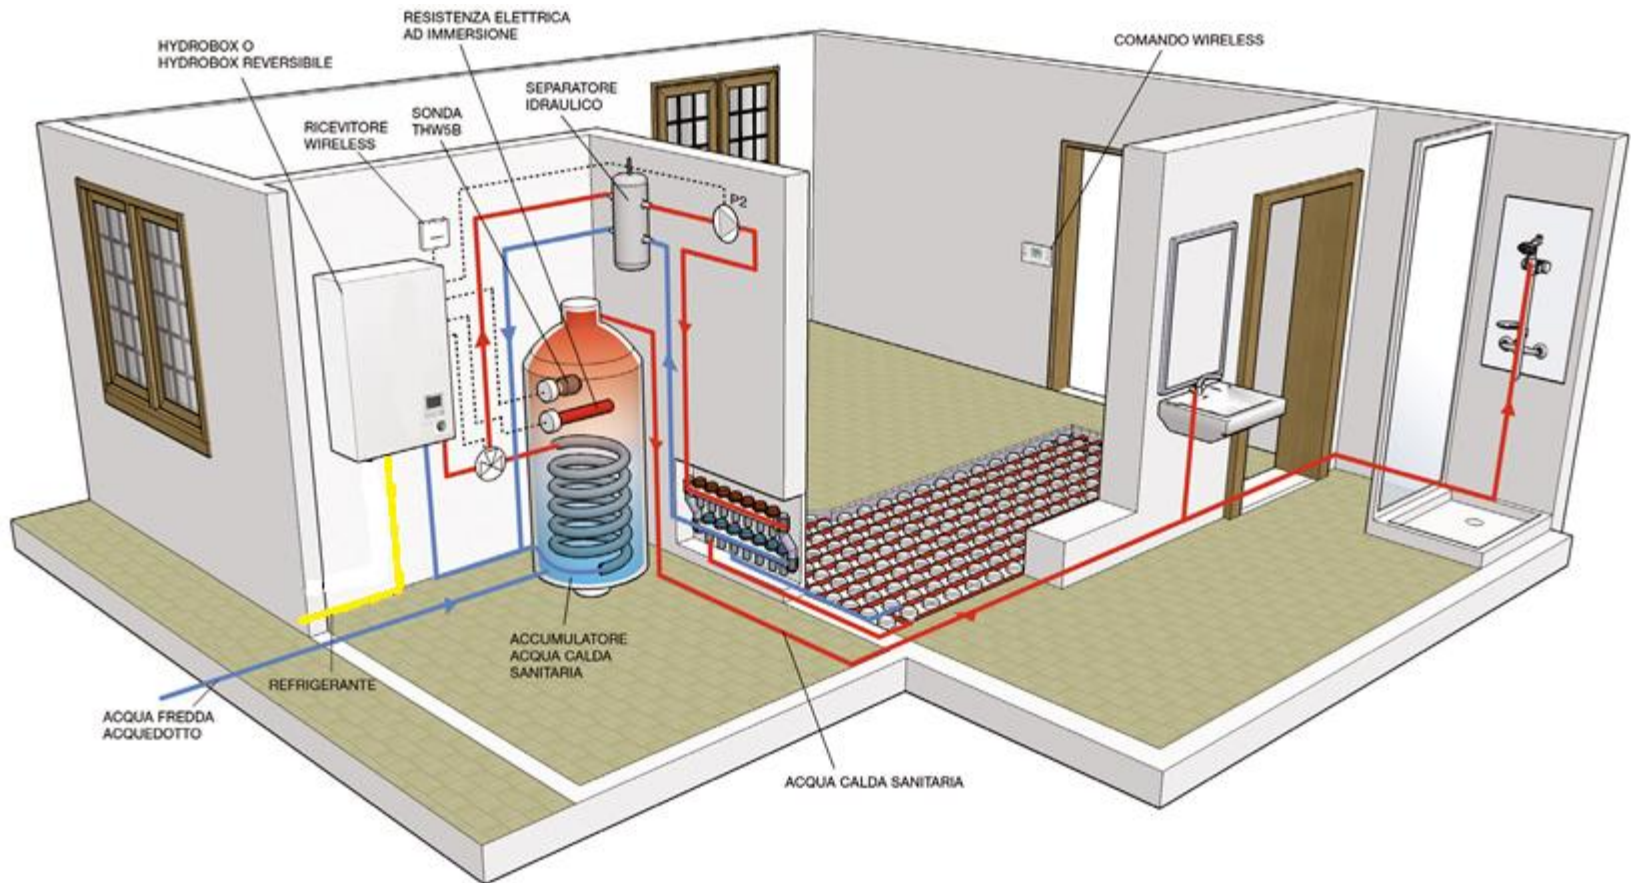 RESISTENZA ELETTRICA
AD IMMERSIONE
HYDROBOX O
HYDROBOX REVERSIBILE
COMANDO WIRELESS
SEPARATORE
IDRAULICO
SONDA
THW5B
RICEVITORE
WIRELESS
P2
ACCUMULATORE
ACQUA CALDA
SANITARIA
REFRIGERANTE
ACQUA FREDDA
ACQUEDOTTO
ACQUA CALDA SANITARIA